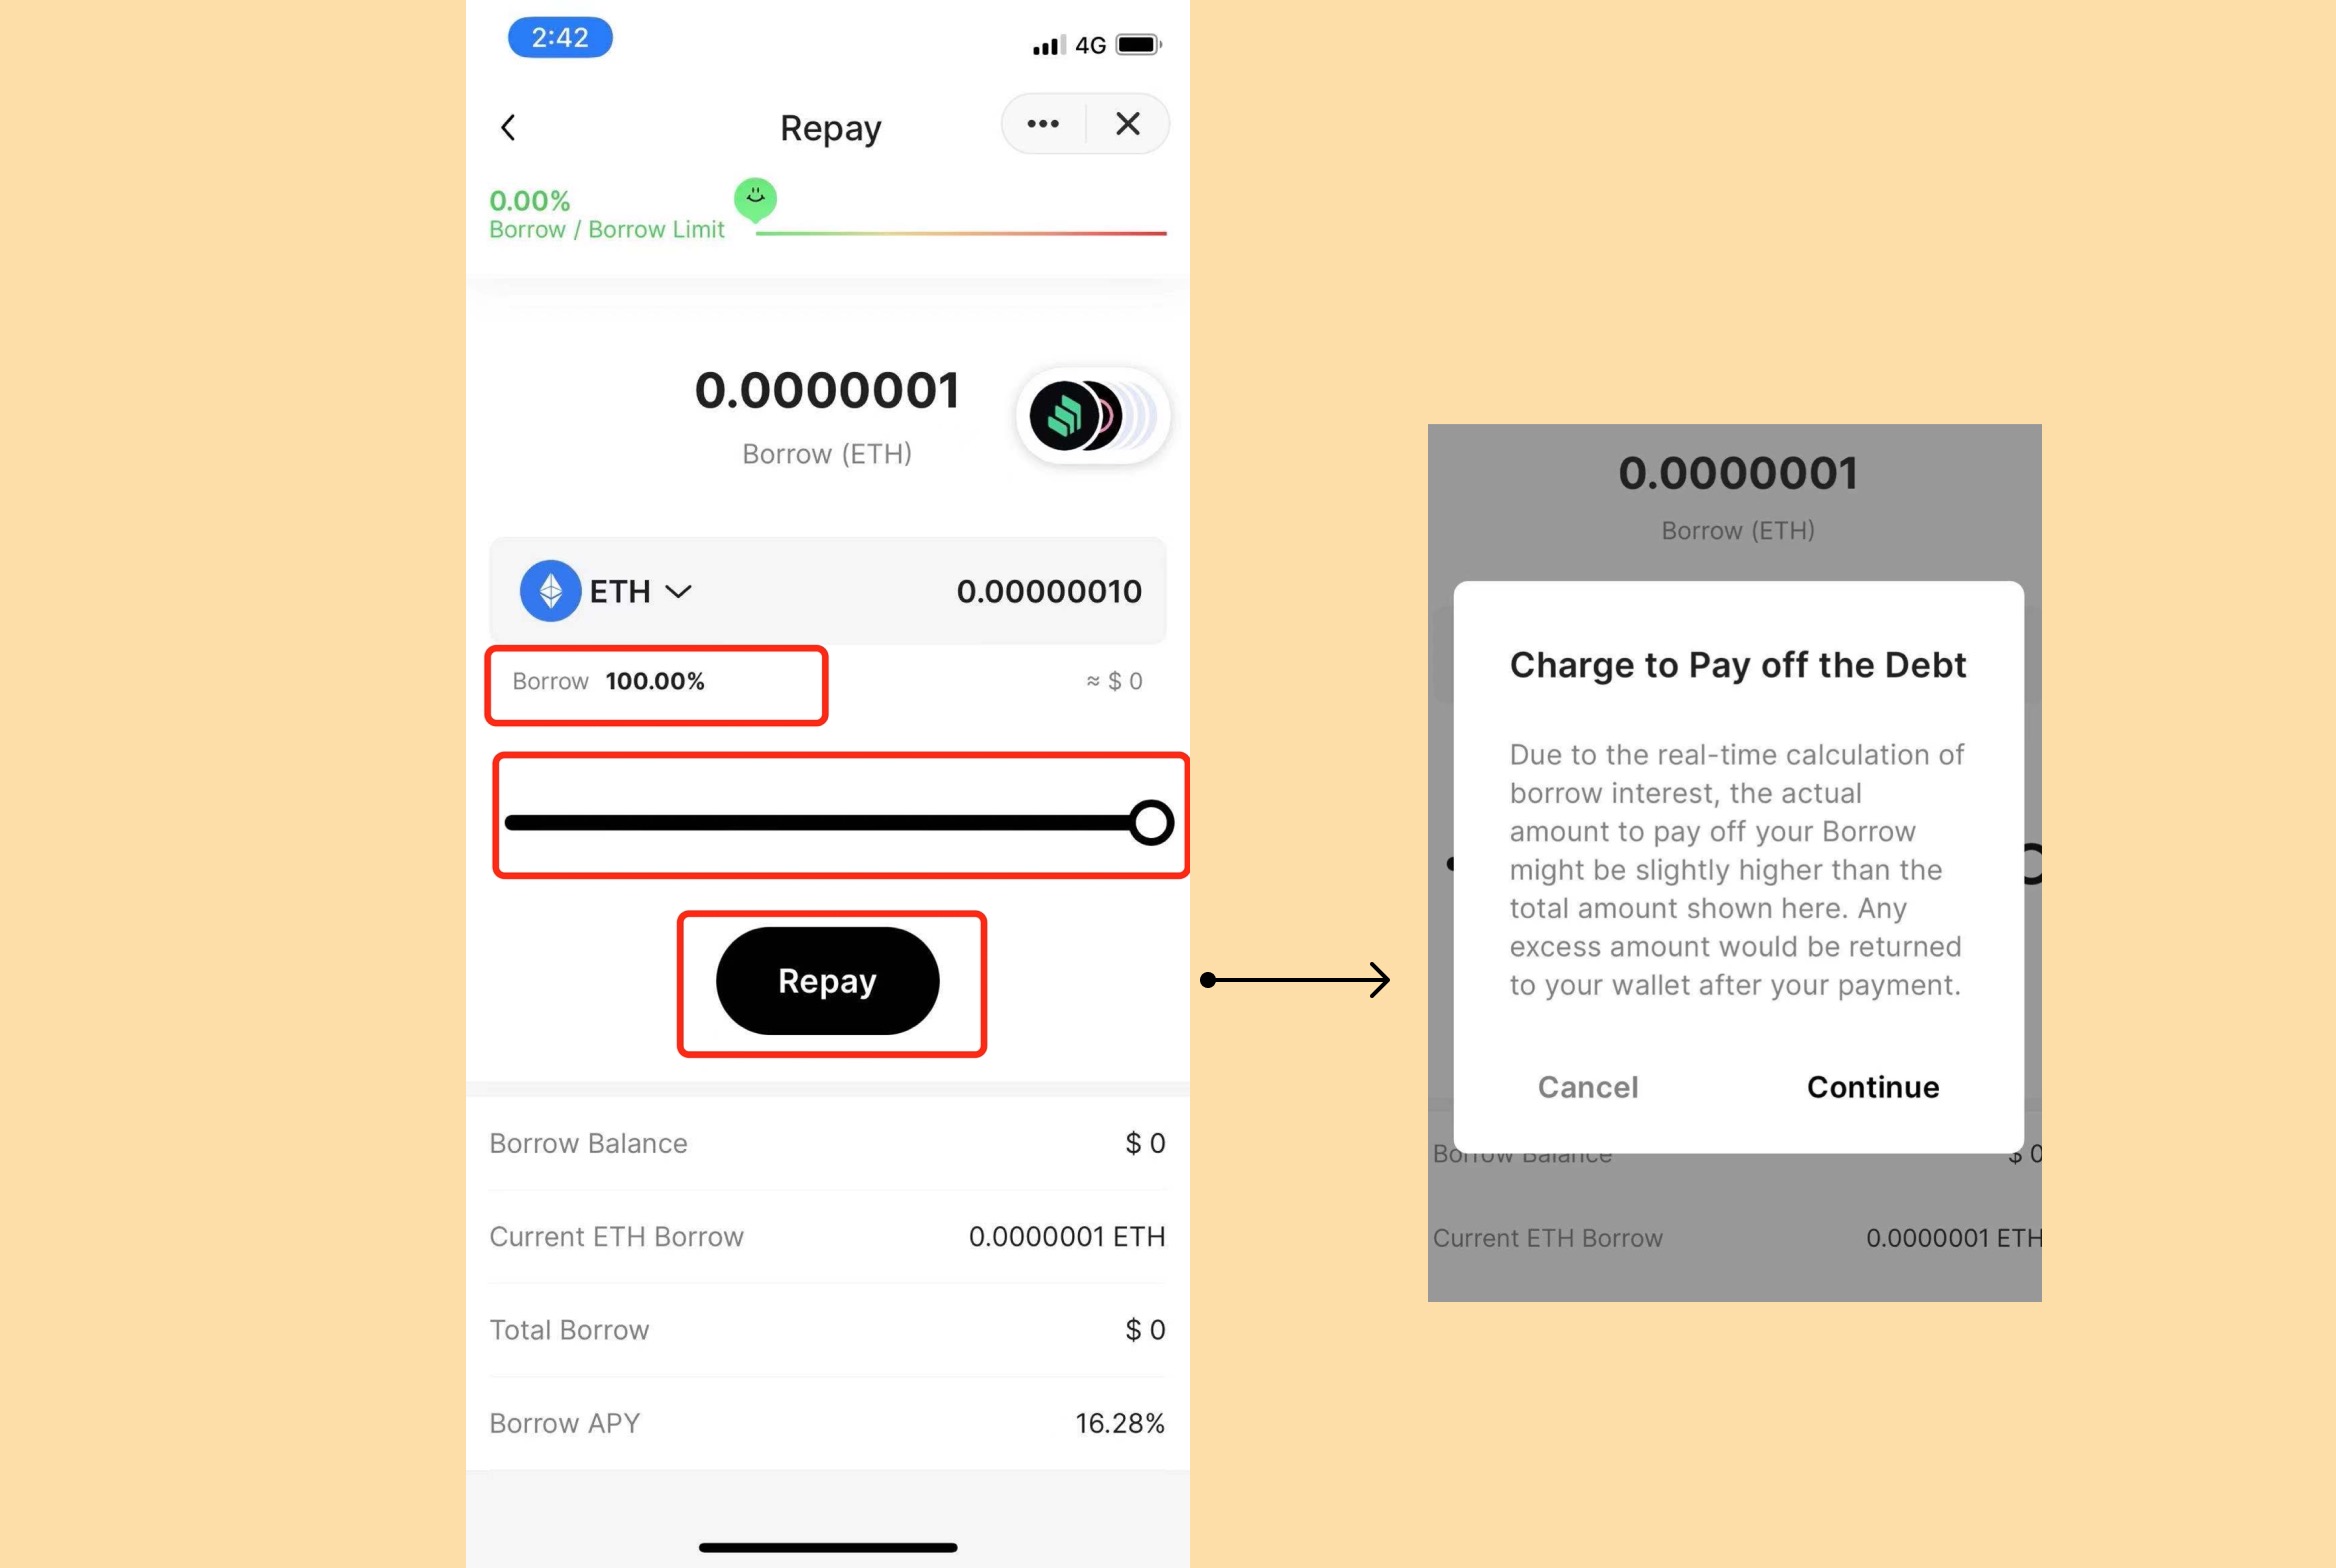 2:42
4G
Repay
0.00%
Borrow / Borrow Limit
0.0000001
Borrow (ETH)
ETH
0.00000010
Borrow 100.00%
≈ $ 0
Repay
Borrow Balance
$ 0
Current ETH Borrow
0.0000001 ETH
Total Borrow
$ 0
Borrow APY
16.28%
0.0000001
Borrow (ETH)
Charge to Pay off the Debt
Due to the real-time calculation of
borrow interest, the actual
amount to pay off your Borrow
might be slightly higher than the
total amount shown here. Any
excess amount would be returned
to your wallet after your payment.
Cancel
Continue
Borrow Balance
$ 0
Current ETH Borrow
0.0000001 ETH